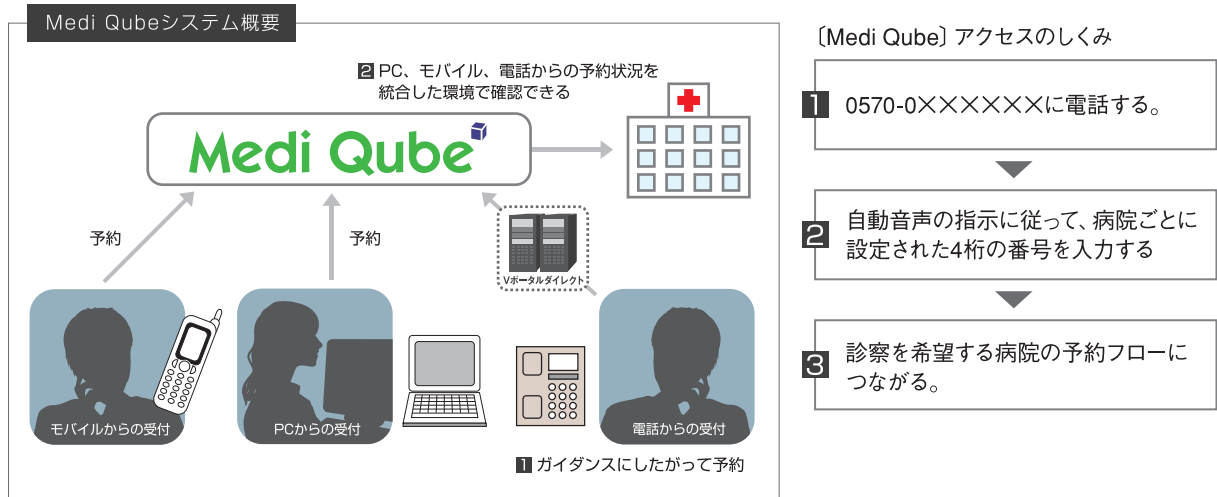 Medi Qubeシステム概要
2 PC、モバイル、電話からの予約状況を
統合した環境で確認できる
Medi Qube
予約
予約
Vポータルダイレクト
モバイルからの受付
PCからの受付
電話からの受付
1 ガイダンスにしたがって予約
〔Medi Qube〕アクセスのしくみ
1 0570-0××××××に電話する。
2 自動音声の指示に従って、病院ごとに
設定された4桁の番号を入力する
3 診察を希望する病院の予約フローに
つながる。